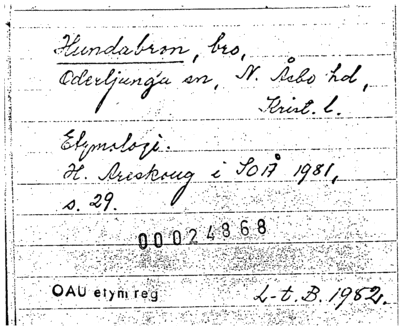 Hundabron, bro,
Oderljunga sn, N. Åsbo hd,
Krist. l.
Etymologi.
H. Areskoug i SOÅ 1981,
s. 29.
00024868
OAU etym reg
L-t. B. 1982.